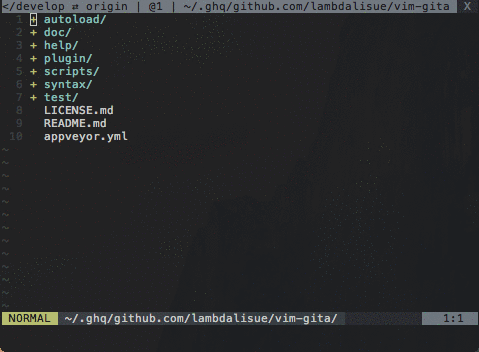 </develop ⇄ origin | @1 | ~/.ghq/github.com/lambdalisue/vim-gita X
1 + autoload/
2 + doc/
3 + help/
4 + plugin/
5 + scripts/
6 + syntax/
7 + test/
8 LICENSE.md
9 README.md
10 appveyor.yml
~
~
~
~
~
~
~
~
~
~
~
~
~
NORMAL ~/.ghq/github.com/lambdalisue/vim-gita/ 1:1